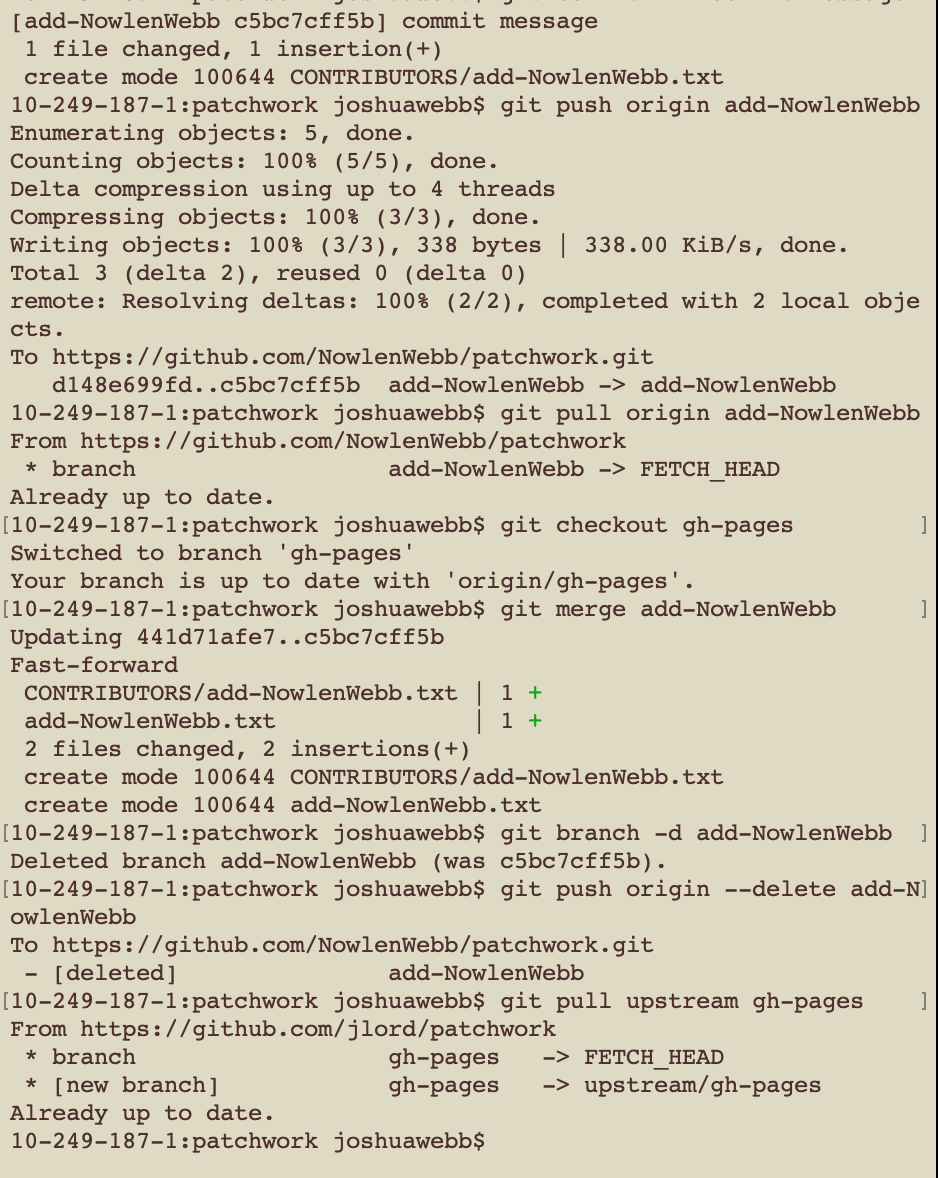 [add-NowlenWebb c5bc7cff5b] commit message
 1 file changed, 1 insertion(+)
 create mode 100644 CONTRIBUTORS/add-NowlenWebb.txt
10-249-187-1:patchwork joshuawebb$ git push origin add-NowlenWebb
Enumerating objects: 5, done.
Counting objects: 100% (5/5), done.
Delta compression using up to 4 threads
Compressing objects: 100% (3/3), done.
Writing objects: 100% (3/3), 338 bytes | 338.00 KiB/s, done.
Total 3 (delta 2), reused 0 (delta 0)
remote: Resolving deltas: 100% (2/2), completed with 2 local obje
cts.
To https://github.com/NowlenWebb/patchwork.git
   d148e699fd..c5bc7cff5b  add-NowlenWebb -> add-NowlenWebb
10-249-187-1:patchwork joshuawebb$ git pull origin add-NowlenWebb
From https://github.com/NowlenWebb/patchwork
 * branch                  add-NowlenWebb -> FETCH_HEAD
Already up to date.
[10-249-187-1:patchwork joshuawebb$ git checkout gh-pages         ]
Switched to branch 'gh-pages'
Your branch is up to date with 'origin/gh-pages'.
[10-249-187-1:patchwork joshuawebb$ git merge add-NowlenWebb      ]
Updating 441d71afe7..c5bc7cff5b
Fast-forward
 CONTRIBUTORS/add-NowlenWebb.txt | 1 +
 add-NowlenWebb.txt              | 1 +
 2 files changed, 2 insertions(+)
 create mode 100644 CONTRIBUTORS/add-NowlenWebb.txt
 create mode 100644 add-NowlenWebb.txt
[10-249-187-1:patchwork joshuawebb$ git branch -d add-NowlenWebb  ]
Deleted branch add-NowlenWebb (was c5bc7cff5b).
[10-249-187-1:patchwork joshuawebb$ git push origin --delete add-N]
owlenWebb
To https://github.com/NowlenWebb/patchwork.git
 - [deleted]               add-NowlenWebb
[10-249-187-1:patchwork joshuawebb$ git pull upstream gh-pages    ]
From https://github.com/jlord/patchwork
 * branch                  gh-pages   -> FETCH_HEAD
 * [new branch]            gh-pages   -> upstream/gh-pages
Already up to date.
10-249-187-1:patchwork joshuawebb$